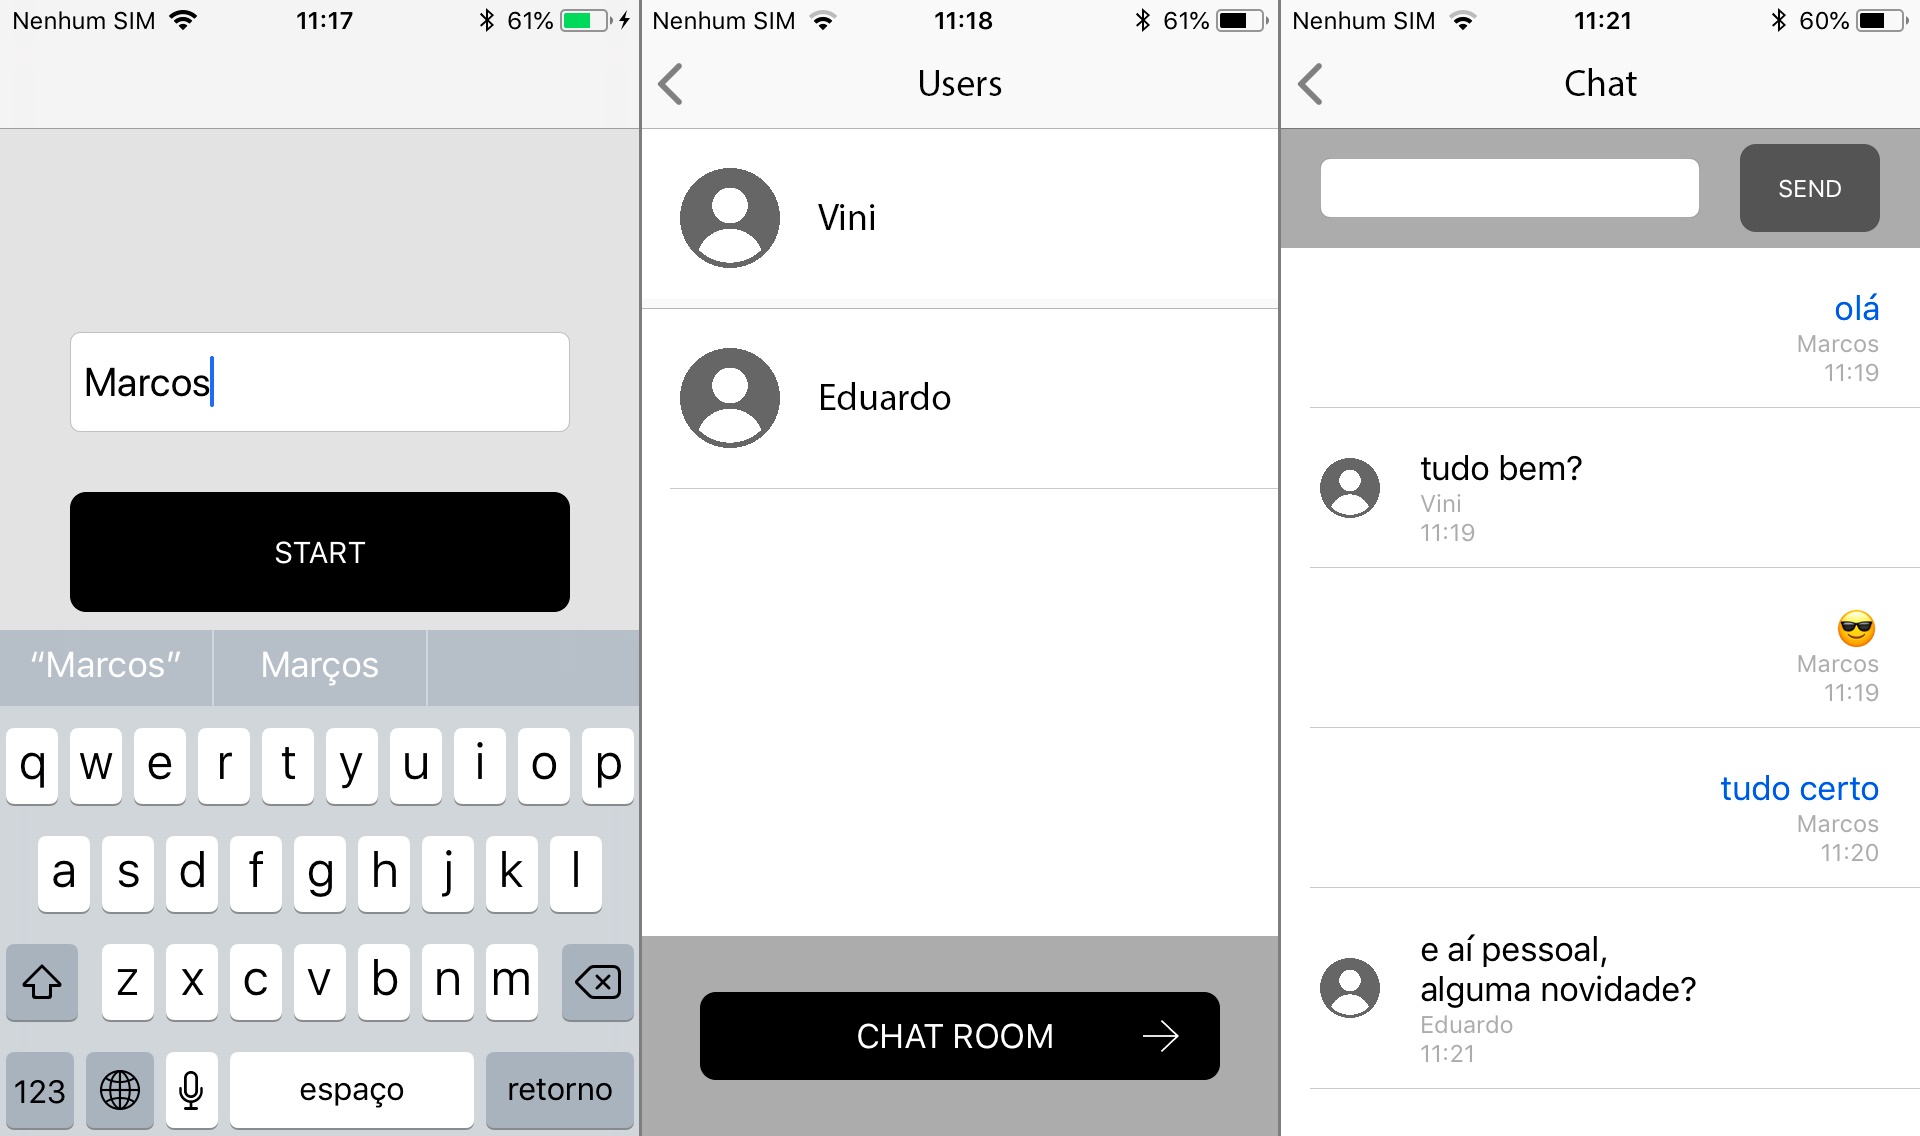 Nenhum SIM 11:17 61%
Marcos
START
“Marcos” Marços
q w e r t y u i o p
a s d f g h j k l
z x c v b n m
123 espaço retorno
Nenhum SIM 11:18 61%
Users
Vini
Eduardo
CHAT ROOM
Nenhum SIM 11:21 60%
Chat
SEND
olá
Marcos
11:19
tudo bem?
Vini
11:19
😎
Marcos
11:19
tudo certo
Marcos
11:20
e aí pessoal,
alguma novidade?
Eduardo
11:21